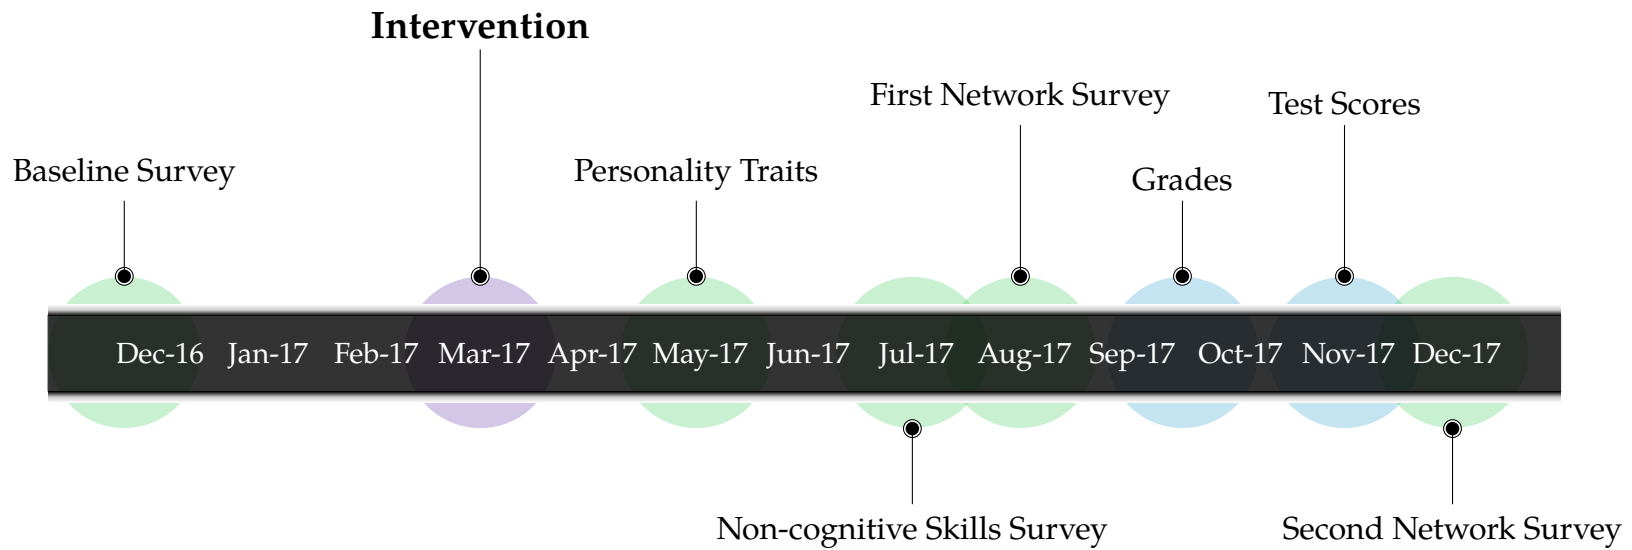 Intervention
First Network Survey
Test Scores
Baseline Survey
Personality Traits
Grades
Dec-16 Jan-17 Feb-17 Mar-17 Apr-17 May-17 Jun-17 Jul-17 Aug-17 Sep-17 Oct-17 Nov-17 Dec-17
Non-cognitive Skills Survey
Second Network Survey